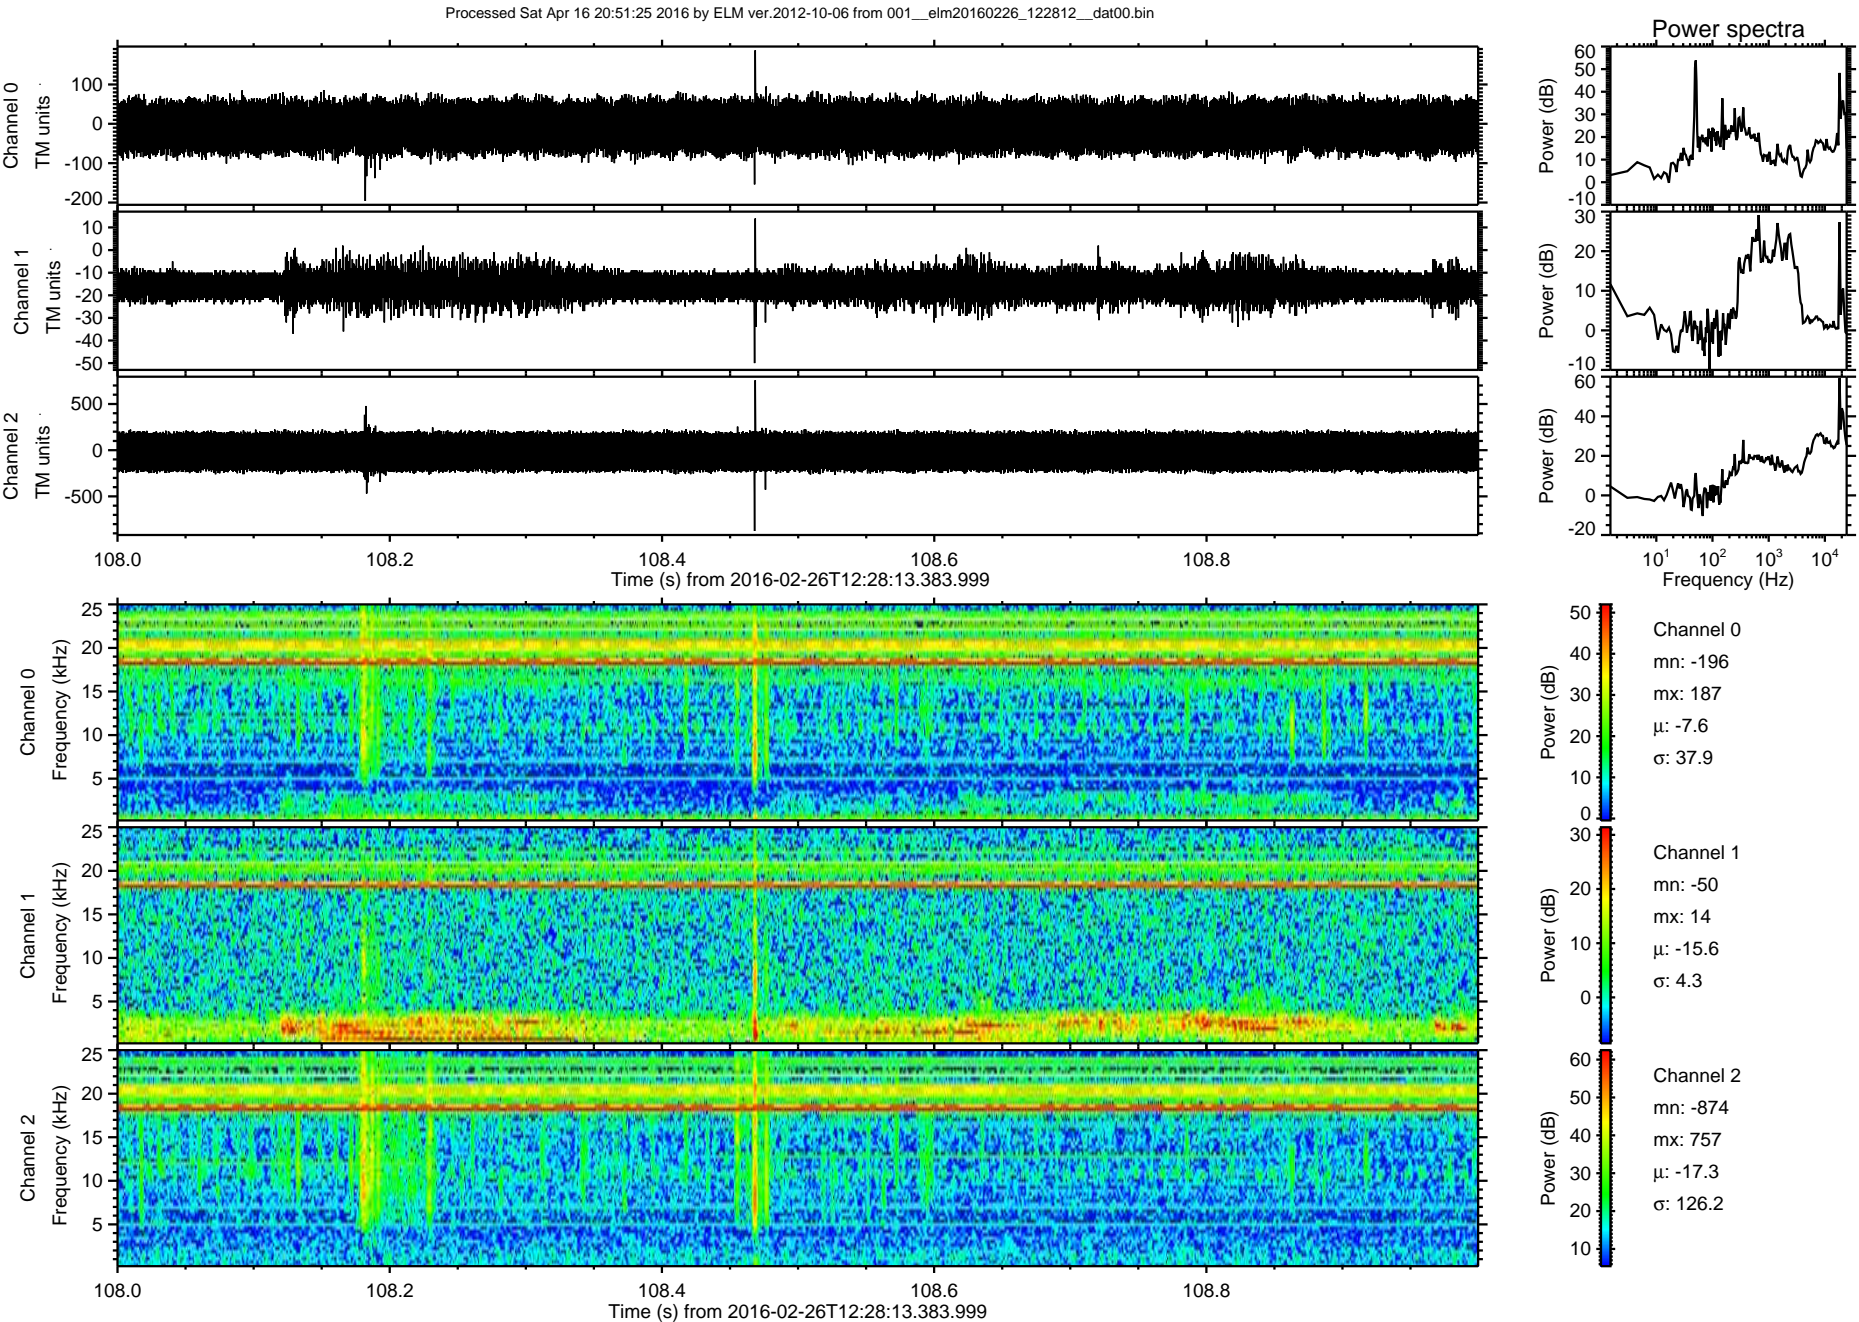 Processed Sat Apr 16 20:51:25 2016 by ELM ver.2012-10-06 from 001__elm20160226_122812__dat00.bin
Power spectra
Channel 0
TM units
100
0
-100
-200
Power (dB)
60
50
40
30
20
10
0
-10
Channel 1
TM units
10
0
-10
-20
-30
-40
-50
Power (dB)
30
20
10
0
-10
Channel 2
TM units
500
0
-500
Power (dB)
60
40
20
0
-20
108.0 108.2 108.4 108.6 108.8
Time (s) from 2016-02-26T12:28:13.383.999
10¹ 10² 10³ 10⁴
Frequency (Hz)
Channel 0
Frequency (kHz)
25
20
15
10
5
Power (dB)
50
40
30
20
10
0
Channel 0
mn: -196
mx: 187
μ: -7.6
σ: 37.9
Channel 1
Frequency (kHz)
25
20
15
10
5
Power (dB)
30
20
10
0
Channel 1
mn: -50
mx: 14
μ: -15.6
σ: 4.3
Channel 2
Frequency (kHz)
25
20
15
10
5
Power (dB)
60
50
40
30
20
10
Channel 2
mn: -874
mx: 757
μ: -17.3
σ: 126.2
108.0 108.2 108.4 108.6 108.8
Time (s) from 2016-02-26T12:28:13.383.999